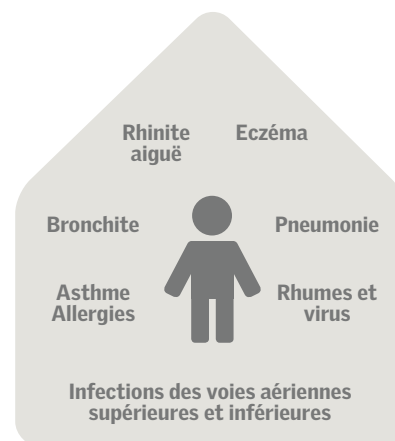 Rhinite
aiguë
Eczéma
Bronchite
Pneumonie
Asthme
Allergies
Rhumes et
virus
Infections des voies aériennes
supérieures et inférieures